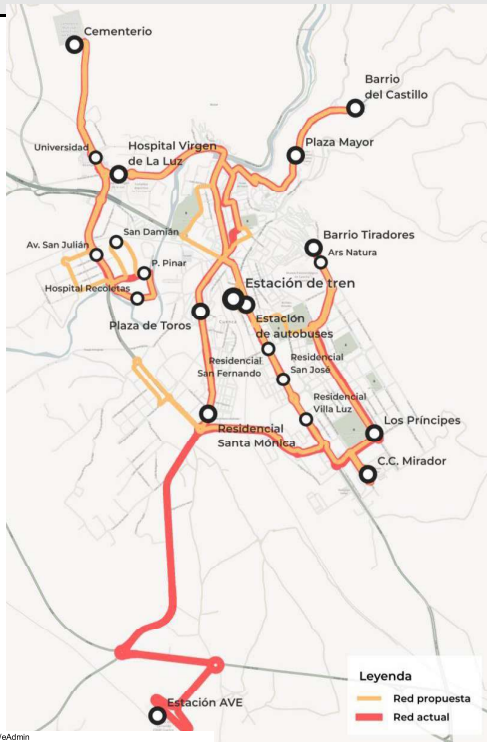 Cementerio
Barrio
del Castillo
Universidad
Hospital Virgen
de La Luz
Plaza Mayor
San Damián
Barrio Tiradores
Av. San Julián
Ars Natura
P. Pinar
Hospital Recoletas
Estación de tren
Plaza de Toros
Estación
de autobuses
Residencial
San Fernando
Residencial
San José
Residencial
Villa Luz
Los Príncipes
Residencial
Santa Mónica
C.C. Mirador
Estación AVE
Leyenda
Red propuesta
Red actual
/eAdmin